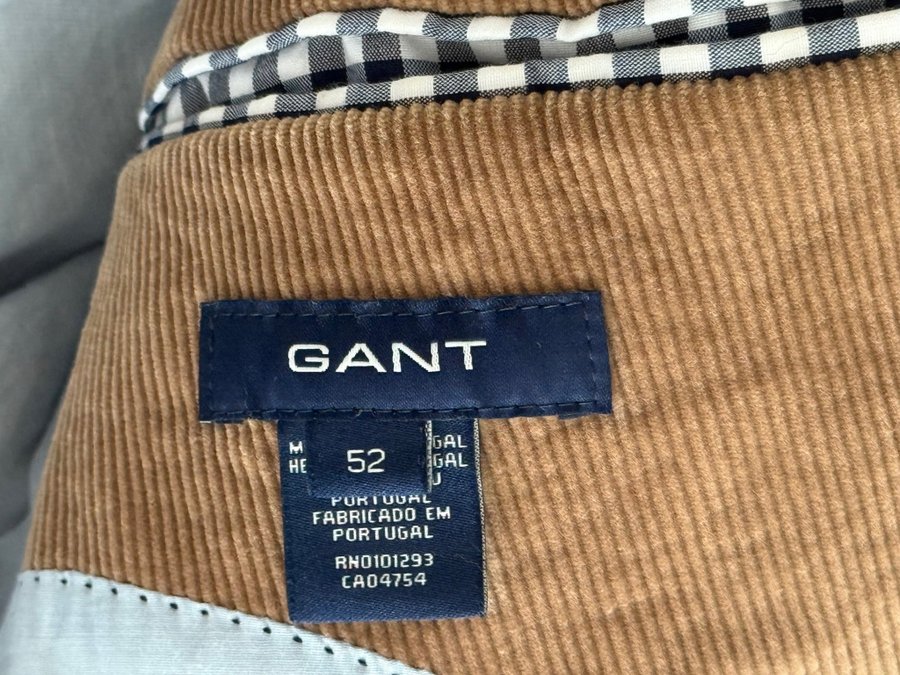 GANT
52
PORTUGAL
FABRICADO EM
PORTUGAL
RN0101293
CA04754